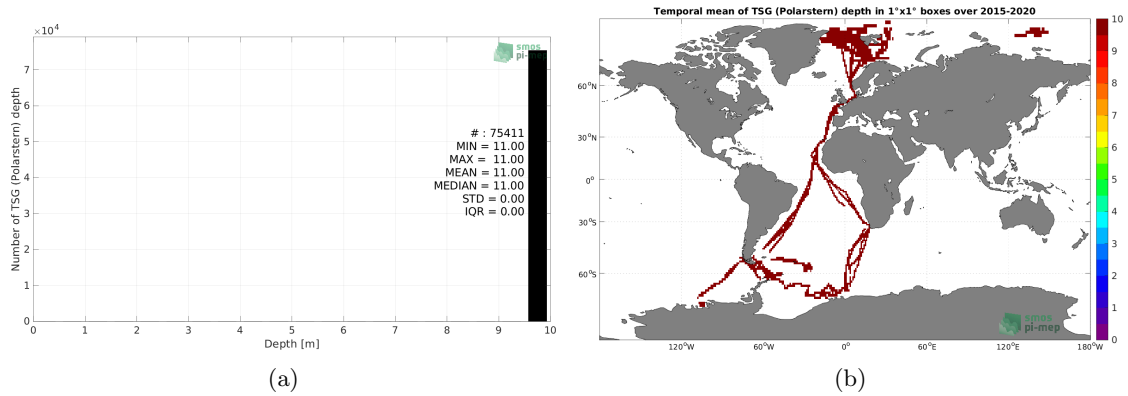 ×10⁴
7
6
5
4
3
2
1
0
Number of TSG (Polarstern) depth
smos
pi-mep
# : 75411
MIN = 11.00
MAX = 11.00
MEAN = 11.00
MEDIAN = 11.00
STD = 0.00
IQR = 0.00
0 1 2 3 4 5 6 7 8 9 10
Depth [m]
(a)
Temporal mean of TSG (Polarstern) depth in 1°x1° boxes over 2015-2020
60°N
30°N
0°
30°S
60°S
120°W 60°W 0° 60°E 120°E 180°W
smos
pi-mep
10
9
8
7
6
5
4
3
2
1
0
(b)